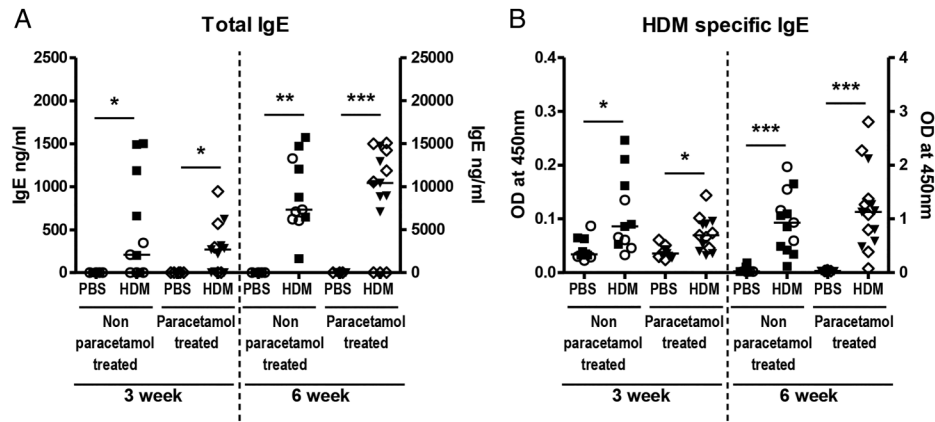 A
Total IgE
2500
2000
1500
1000
500
0
IgE ng/ml
25000
20000
15000
10000
5000
0
IgE ng/ml
*
*
**
***
PBS HDM PBS HDM PBS HDM PBS HDM
Non paracetamol treated
Paracetamol treated
Non paracetamol treated
Paracetamol treated
3 week
6 week
B
HDM specific IgE
0.4
0.3
0.2
0.1
0.0
OD at 450nm
4
3
2
1
0
OD at 450nm
*
*
***
***
PBS HDM PBS HDM PBS HDM PBS HDM
Non paracetamol treated
Paracetamol treated
Non paracetamol treated
Paracetamol treated
3 week
6 week